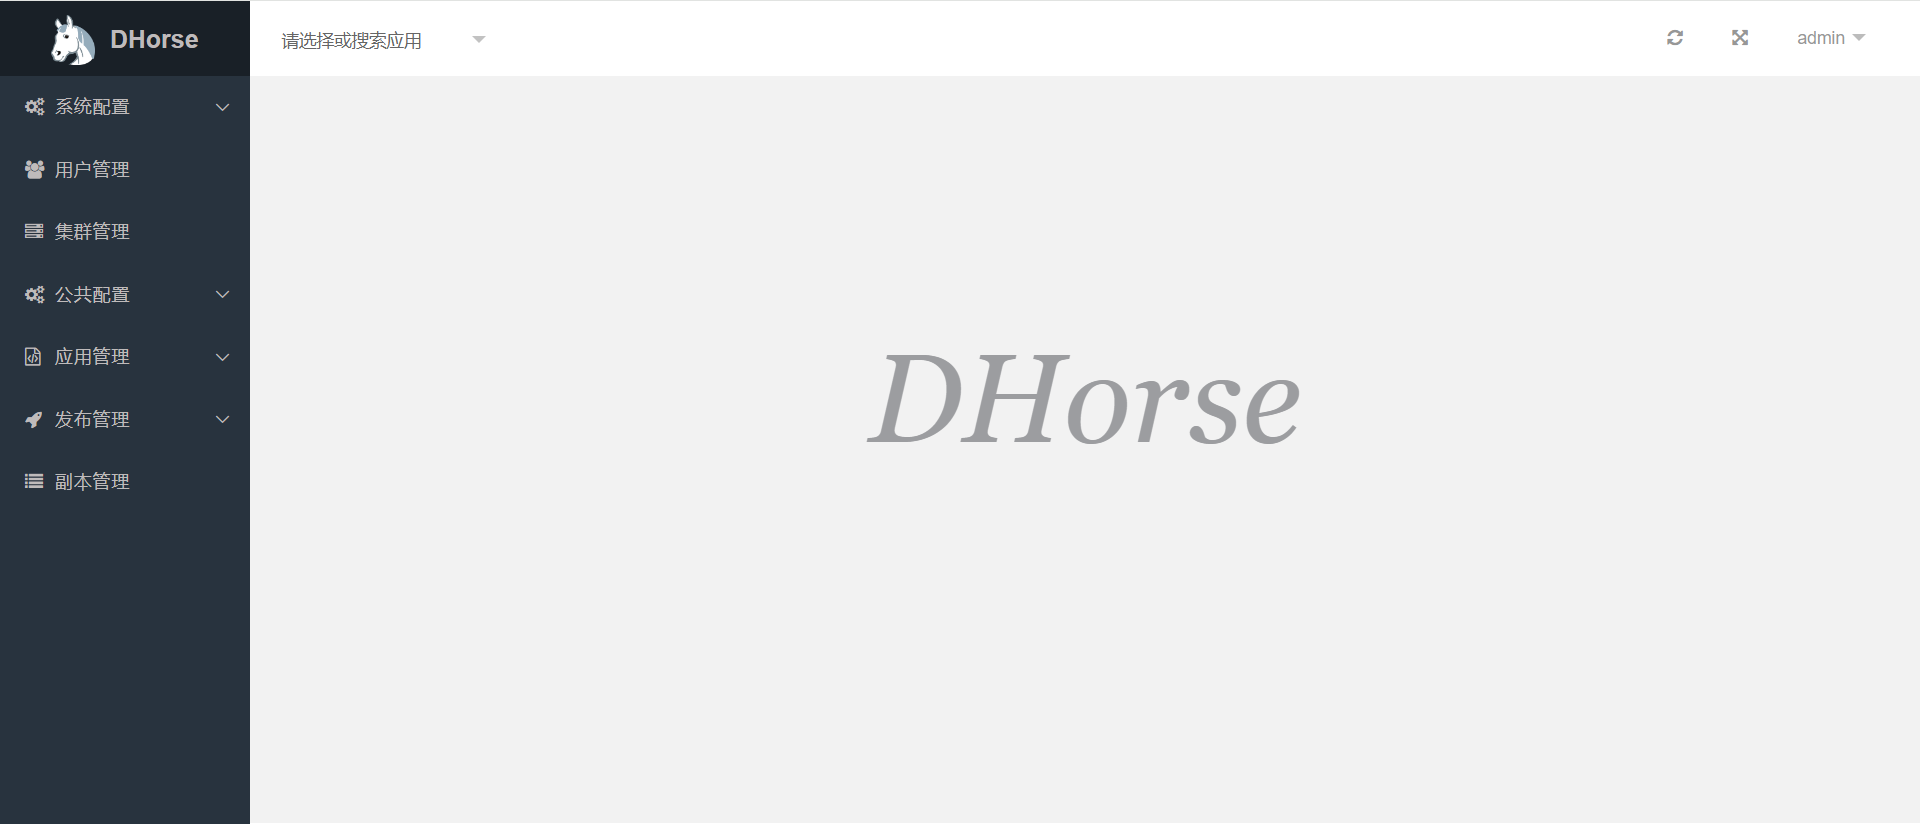 DHorse
请选择或搜索应用
admin
系统配置
用户管理
集群管理
公共配置
应用管理
发布管理
副本管理
DHorse